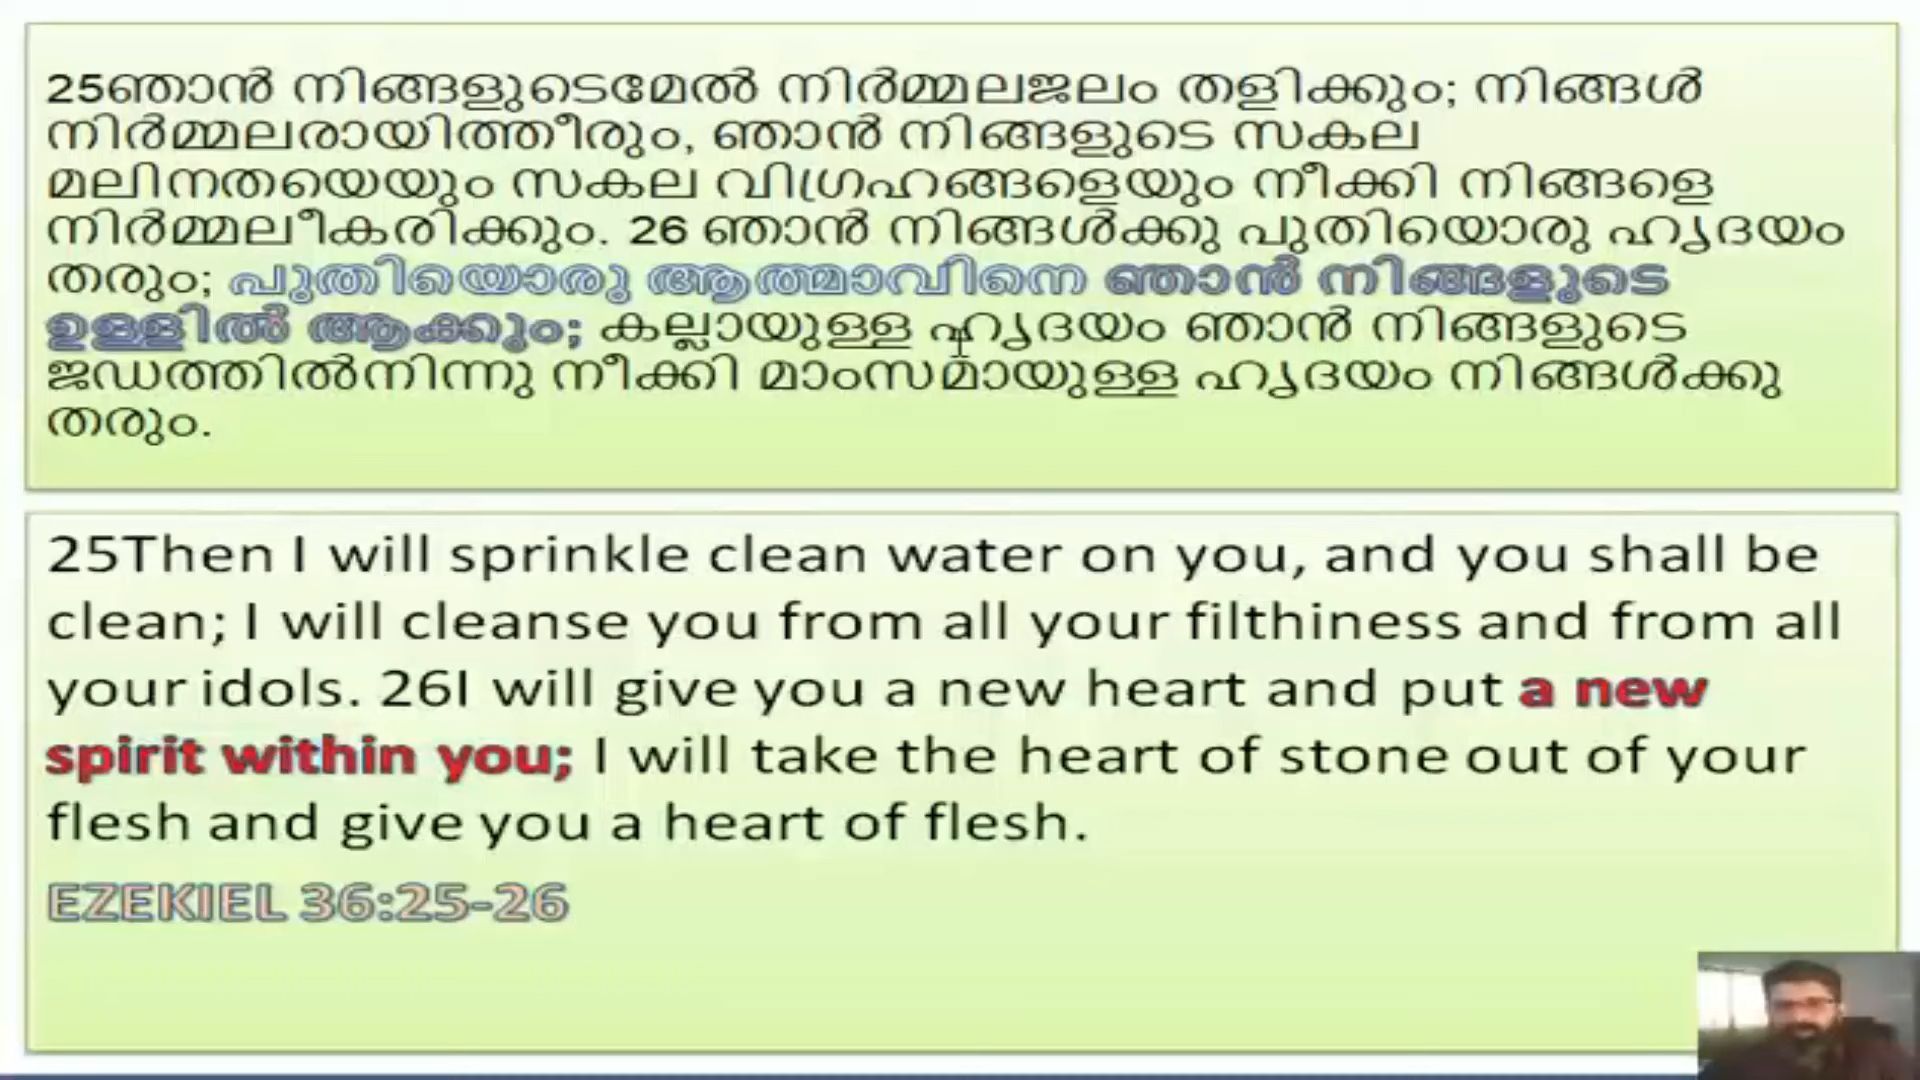 25ഞാൻ നിങ്ങളുടെമേൽ നിർമ്മലജലം തളിക്കും; നിങ്ങൾ
നിർമ്മലരായിത്തീരും, ഞാൻ നിങ്ങളുടെ സകല
മലിനതയെയും സകല വിഗ്രഹങ്ങളെയും നീക്കി നിങ്ങളെ
നിർമ്മലീകരിക്കും. 26 ഞാൻ നിങ്ങൾക്കു പുതിയൊരു ഹൃദയം
തരും; പുതിയൊരു ആത്മാവിനെ ഞാൻ നിങ്ങളുടെ
ഉള്ളിൽ ആക്കും; കല്ലായുള്ള ഹൃദയം ഞാൻ നിങ്ങളുടെ
ജഡത്തിൽനിന്നു നീക്കി മാംസമായുള്ള ഹൃദയം നിങ്ങൾക്കു
തരും.
25Then I will sprinkle clean water on you, and you shall be
clean; I will cleanse you from all your filthiness and from all
your idols. 26I will give you a new heart and put a new
spirit within you; I will take the heart of stone out of your
flesh and give you a heart of flesh.
EZEKIEL 36:25-26